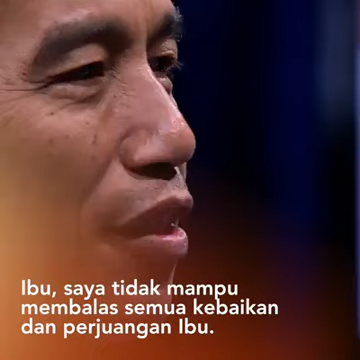 Ibu, saya tidak mampu
membalas semua kebaikan
dan perjuangan Ibu.